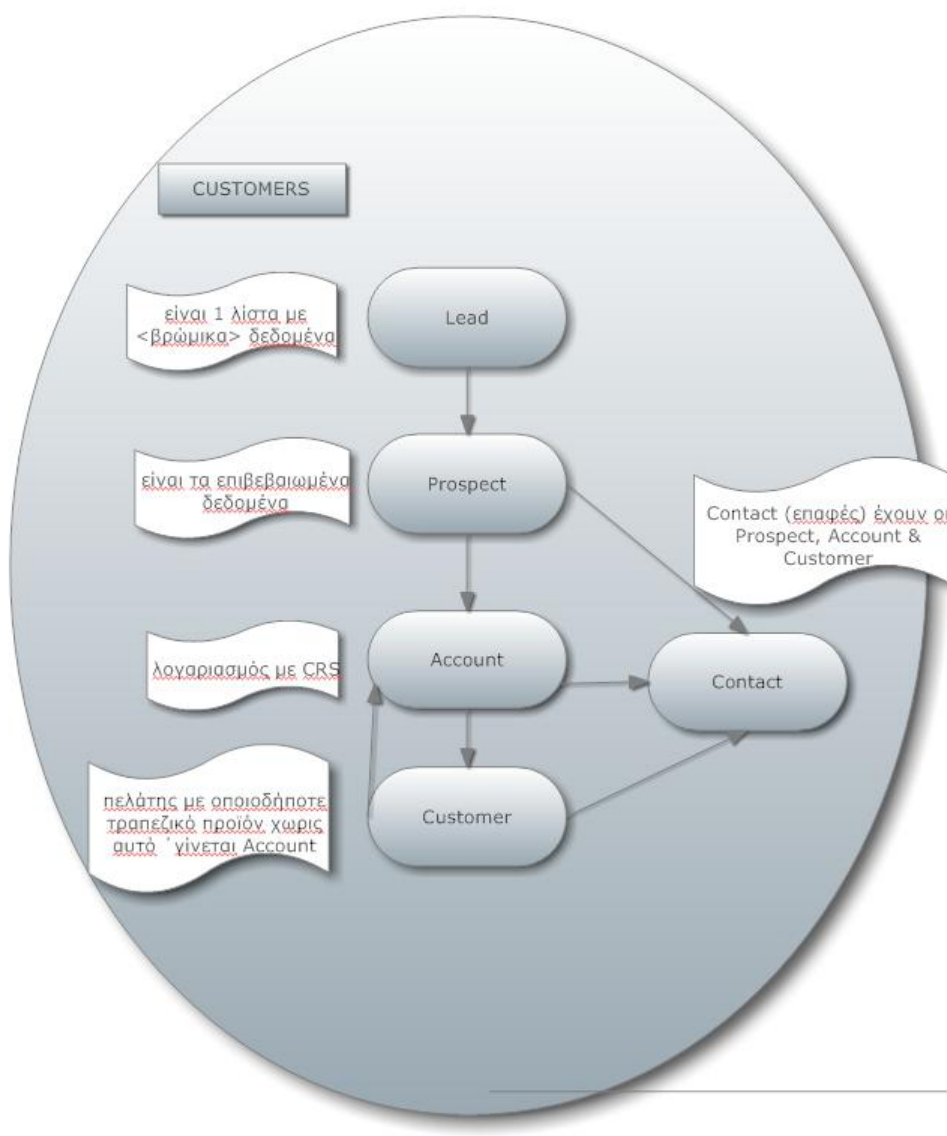 CUSTOMERS
είναι 1 λίστα με
<βρώμικα> δεδομένα
Lead
είναι τα επιβεβαιωμένα
δεδομένα
Prospect
Contact (επαφές) έχουν οι
Prospect, Account &
Customer
λογαριασμός με CRS
Account
Contact
πελάτης με οποιοδήποτε
τραπεζικό προϊόν χωρις
αυτό ΄γίνεται Account
Customer